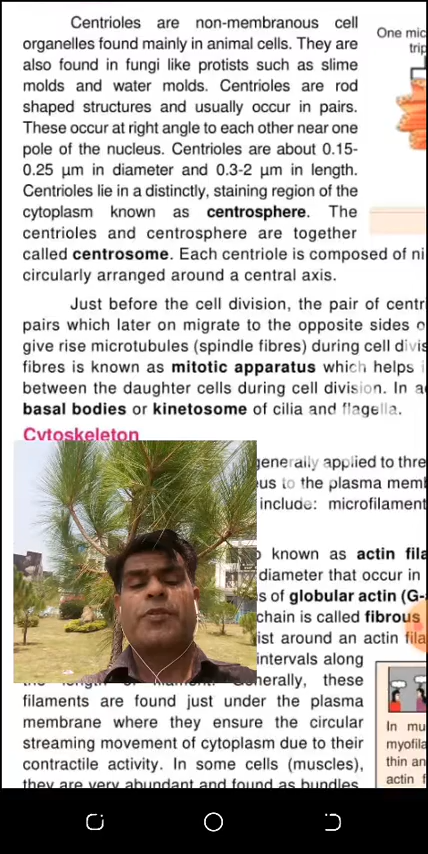 Centrioles are non-membranous cell
organelles found mainly in animal cells. They are
also found in fungi like protists such as slime
molds and water molds. Centrioles are rod
shaped structures and usually occur in pairs.
These occur at right angle to each other near one
pole of the nucleus. Centrioles are about 0.15-
0.25 μm in diameter and 0.3-2 μm in length.
Centrioles lie in a distinctly, staining region of the
cytoplasm known as centrosphere. The
centrioles and centrosphere are together
called centrosome. Each centriole is composed of ni
circularly arranged around a central axis.
One mic
trip
Just before the cell division, the pair of centr
pairs which later on migrate to the opposite sides o
give rise microtubules (spindle fibres) during cell divis
fibres is known as mitotic apparatus which helps i
between the daughter cells during cell division. In a
basal bodies or kinetosome of cilia and flagella.
Cytoskeleton
generally applied to thre
eus to the plasma memb
include: microfilament
known as actin fila
diameter that occur in
s of globular actin (G-
chain is called fibrous
ist around an actin fila
intervals along
the length of filament. Generally, these
filaments are found just under the plasma
membrane where they ensure the circular
streaming movement of cytoplasm due to their
contractile activity. In some cells (muscles),
they are very abundant and found as bundles.
In mu
myofila
thin an
actin f